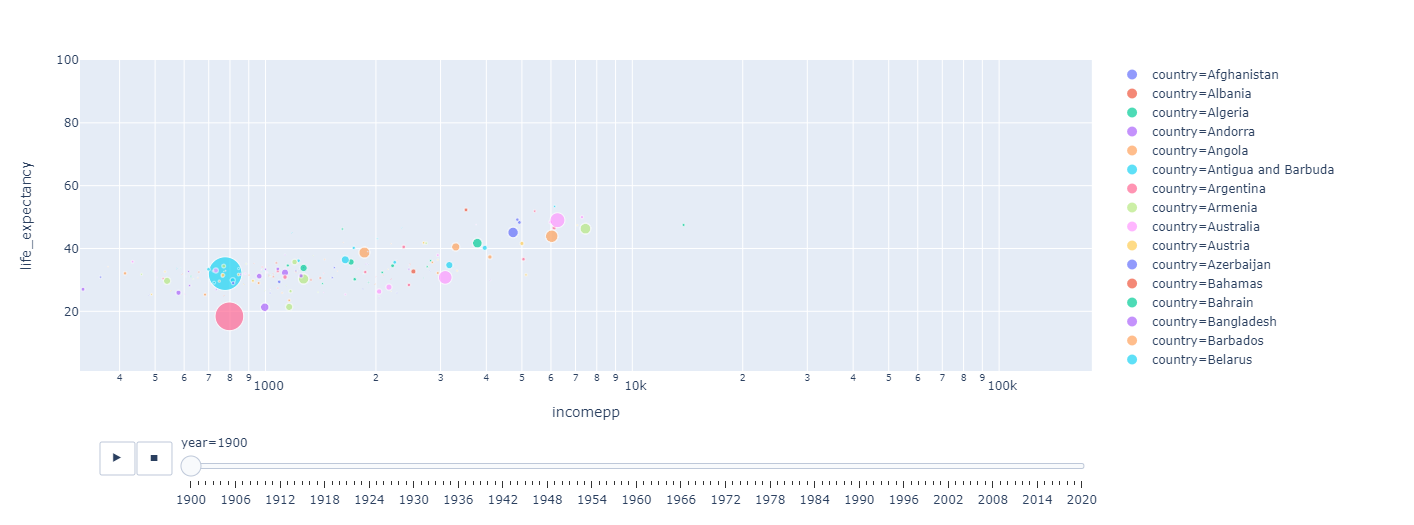 100
80
60
40
20
life_expectancy
4 5 6 7 8 9 1000 2 3 4 5 6 7 8 9 10k 2 3 4 5 6 7 8 9 100k
incomepp
country=Afghanistan
country=Albania
country=Algeria
country=Andorra
country=Angola
country=Antigua and Barbuda
country=Argentina
country=Armenia
country=Australia
country=Austria
country=Azerbaijan
country=Bahamas
country=Bahrain
country=Bangladesh
country=Barbados
country=Belarus
year=1900
1900 1906 1912 1918 1924 1930 1936 1942 1948 1954 1960 1966 1972 1978 1984 1990 1996 2002 2008 2014 2020